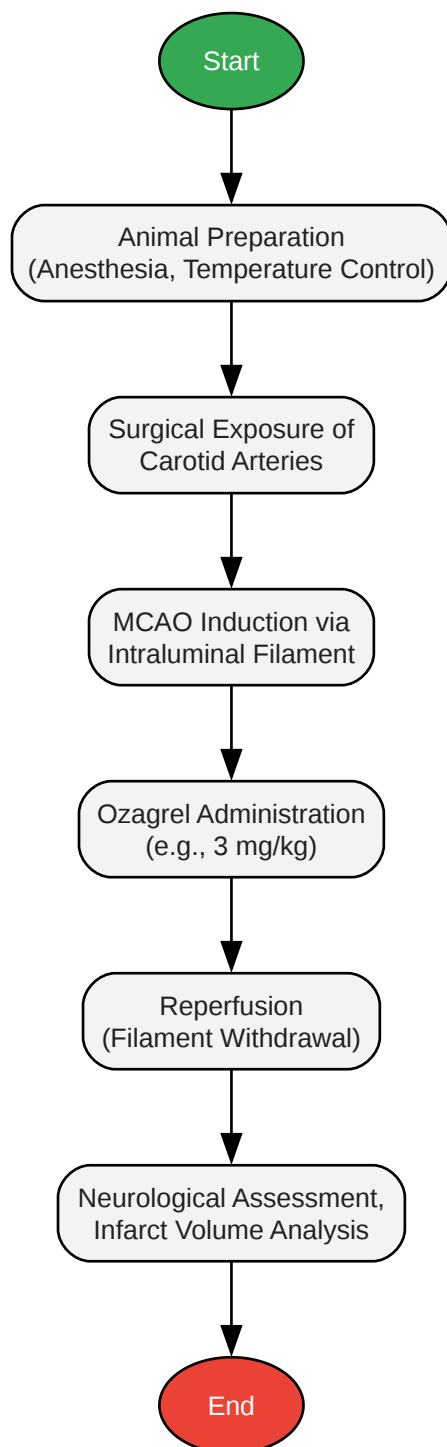 Start
Animal Preparation
(Anesthesia, Temperature Control)
Surgical Exposure of
Carotid Arteries
MCAO Induction via
Intraluminal Filament
Ozagrel Administration
(e.g., 3 mg/kg)
Reperfusion
(Filament Withdrawal)
Neurological Assessment,
Infarct Volume Analysis
End